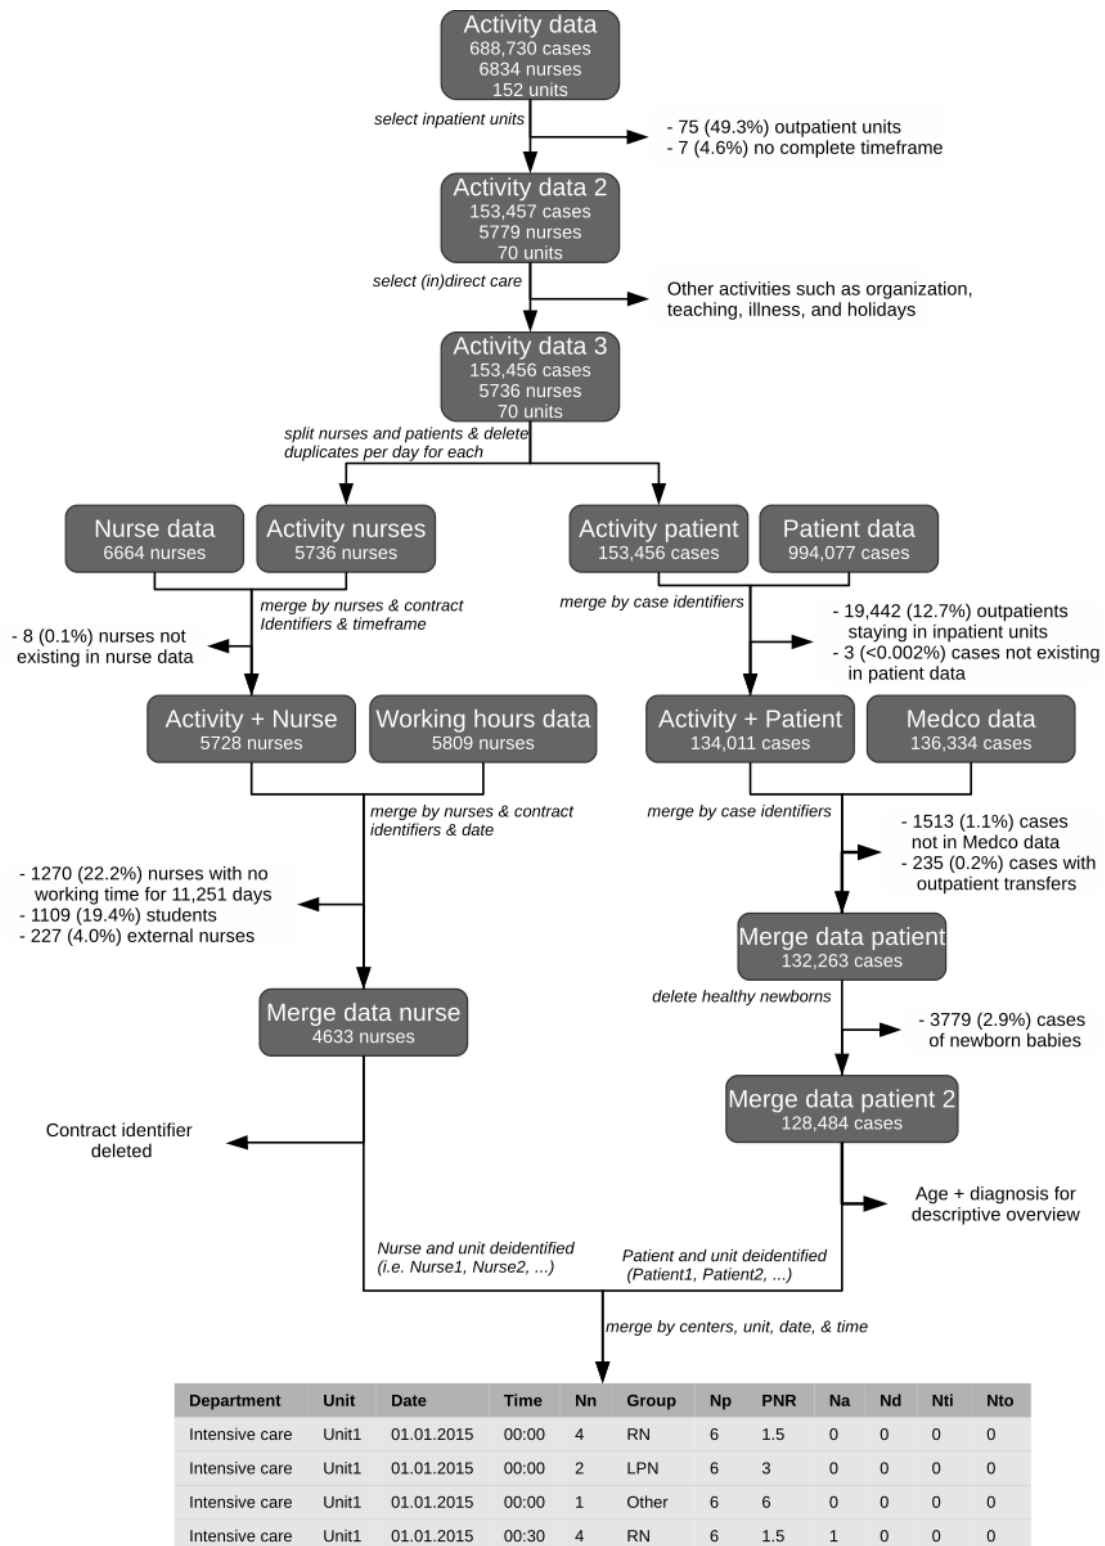 Activity data
688,730 cases
6834 nurses
152 units
select inpatient units
- 75 (49.3%) outpatient units
- 7 (4.6%) no complete timeframe
Activity data 2
153,457 cases
5779 nurses
70 units
select (in)direct care
Other activities such as organization,
teaching, illness, and holidays
Activity data 3
153,456 cases
5736 nurses
70 units
split nurses and patients & delete
duplicates per day for each
Nurse data
6664 nurses
Activity nurses
5736 nurses
Activity patient
153,456 cases
Patient data
994,077 cases
merge by nurses & contract
Identifiers & timeframe
- 8 (0.1%) nurses not
existing in nurse data
merge by case identifiers
- 19,442 (12.7%) outpatients
staying in inpatient units
- 3 (<0.002%) cases not existing
in patient data
Activity + Nurse
5728 nurses
Working hours data
5809 nurses
Activity + Patient
134,011 cases
Medco data
136,334 cases
merge by nurses & contract
identifiers & date
- 1270 (22.2%) nurses with no
working time for 11,251 days
- 1109 (19.4%) students
- 227 (4.0%) external nurses
merge by case identifiers
- 1513 (1.1%) cases
not in Medco data
- 235 (0.2%) cases with
outpatient transfers
Merge data patient
132,263 cases
Merge data nurse
4633 nurses
delete healthy newborns
- 3779 (2.9%) cases
of newborn babies
Merge data patient 2
128,484 cases
Contract identifier
deleted
Age + diagnosis for
descriptive overview
Nurse and unit deidentified
(i.e. Nurse1, Nurse2, ...)
Patient and unit deidentified
(Patient1, Patient2, ...)
merge by centers, unit, date, & time
Department Unit Date Time Nn Group Np PNR Na Nd Nti Nto
Intensive care Unit1 01.01.2015 00:00 4 RN 6 1.5 0 0 0 0
Intensive care Unit1 01.01.2015 00:00 2 LPN 6 3 0 0 0 0
Intensive care Unit1 01.01.2015 00:00 1 Other 6 6 0 0 0 0
Intensive care Unit1 01.01.2015 00:30 4 RN 6 1.5 1 0 0 0